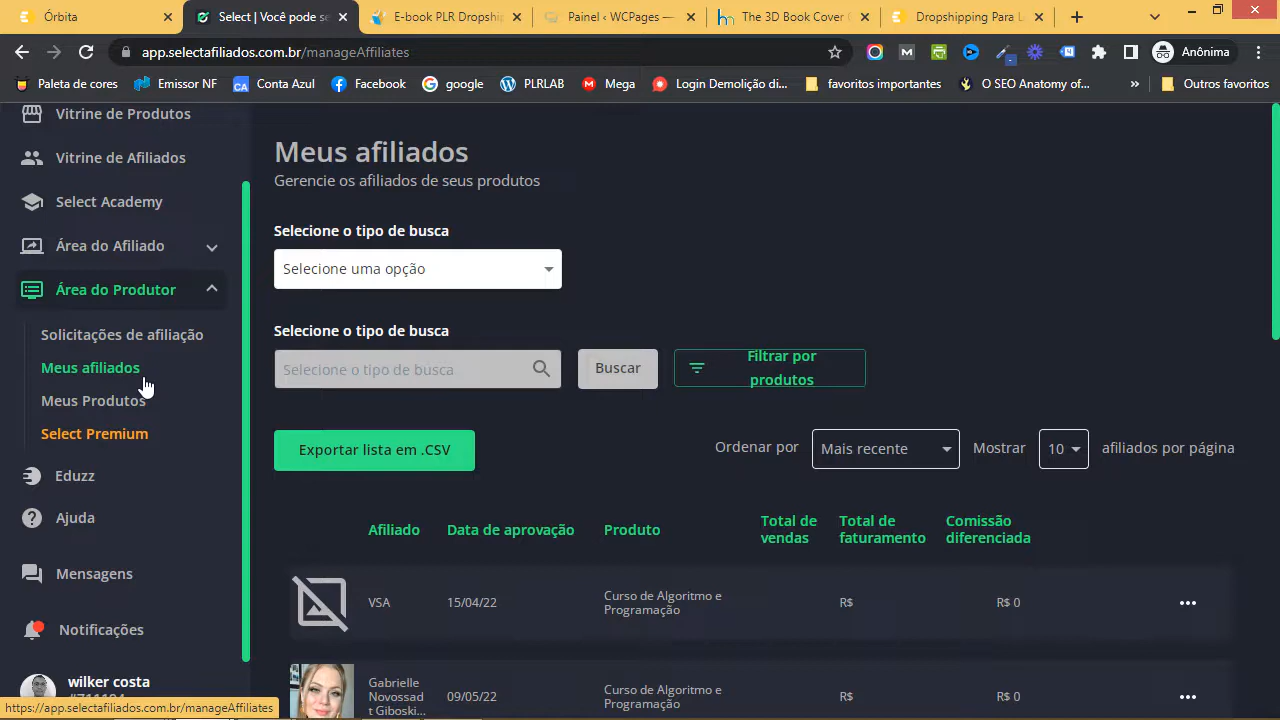 Órbita
Select | Você pode se
E-book PLR Dropship
Painel ‹ WCPages —
The 3D Book Cover C
Dropshipping Para L
app.selectafiliados.com.br/manageAffiliates
Anônima
Paleta de cores
Emissor NF
CA
Conta Azul
Facebook
google
PLRLAB
Mega
Login Demolição di...
favoritos importantes
O SEO Anatomy of...
»
Outros favoritos
Vitrine de Produtos
Vitrine de Afiliados
Select Academy
Área do Afiliado
Área do Produtor
Solicitações de afiliação
Meus afiliados
Meus Produtos
Select Premium
Eduzz
Ajuda
Mensagens
Notificações
wilker costa
https://app.selectafiliados.com.br/manageAffiliates
Meus afiliados
Gerencie os afiliados de seus produtos
Selecione o tipo de busca
Selecione uma opção
Selecione o tipo de busca
Selecione o tipo de busca
Buscar
Filtrar por
produtos
Exportar lista em .CSV
Ordenar por
Mais recente
Mostrar
10
afiliados por página
Afiliado
Data de aprovação
Produto
Total de
vendas
Total de
faturamento
Comissão
diferenciada
VSA
15/04/22
Curso de Algoritmo e
Programação
R$
R$ 0
Gabrielle
Novossad
t Giboski...
09/05/22
Curso de Algoritmo e
Programação
R$
R$ 0